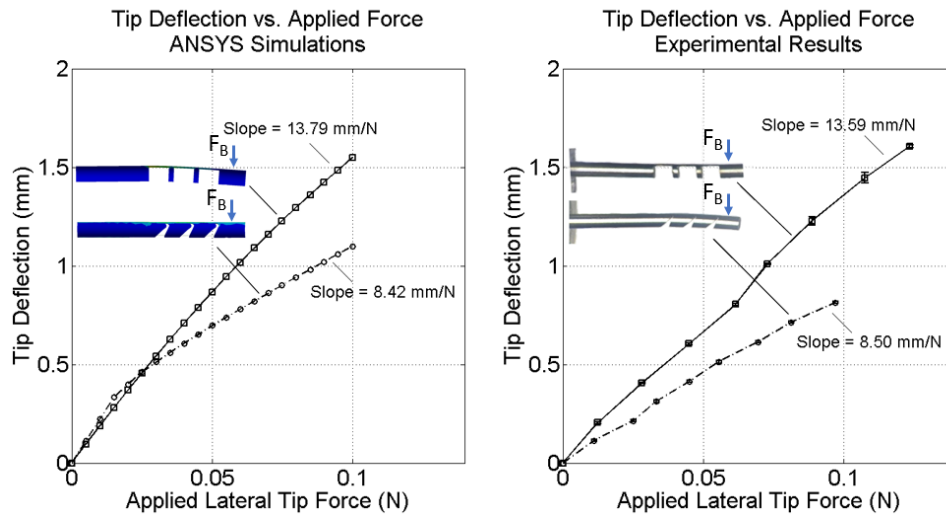 Tip Deflection vs. Applied Force
ANSYS Simulations
2
1.5
1
0.5
0
Tip Deflection (mm)
Slope = 13.79 mm/N
F_B
F_B
Slope = 8.42 mm/N
0
0.05
0.1
Applied Lateral Tip Force (N)
Tip Deflection vs. Applied Force
Experimental Results
2
1.5
1
0.5
0
Tip Deflection (mm)
Slope = 13.59 mm/N
F_B
F_B
Slope = 8.50 mm/N
0
0.05
0.1
Applied Lateral Tip Force (N)